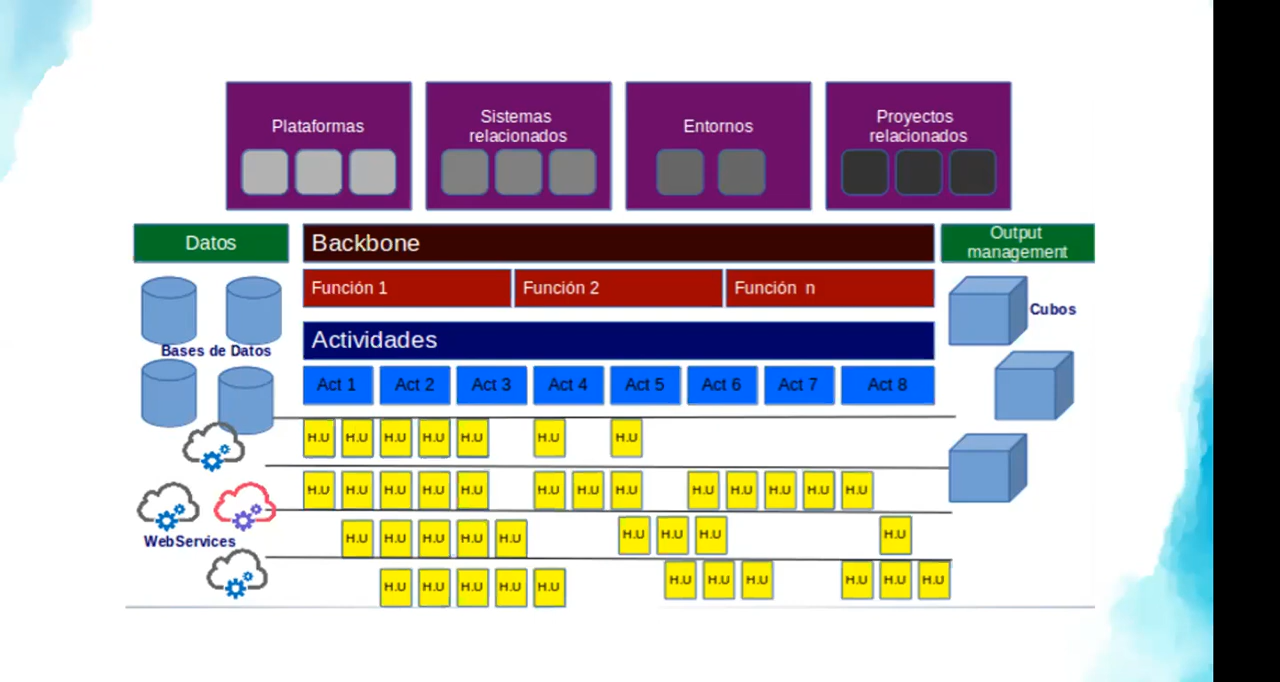 Plataformas
Sistemas
relacionados
Entornos
Proyectos
relacionados
Datos
Backbone
Output
management
Función 1
Función 2
Función n
Cubos
Actividades
Bases de Datos
Act 1
Act 2
Act 3
Act 4
Act 5
Act 6
Act 7
Act 8
H.U H.U H.U H.U H.U H.U H.U
H.U H.U H.U H.U H.U H.U H.U H.U H.U H.U H.U H.U H.U
H.U H.U H.U H.U H.U H.U H.U H.U H.U
WebServices
H.U H.U H.U H.U H.U H.U H.U H.U H.U H.U H.U